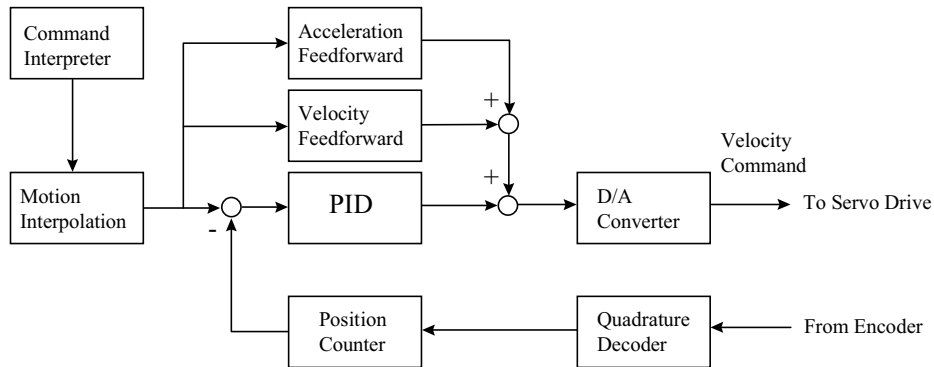 Command
Interpreter
Acceleration
Feedforward
+
Velocity
Feedforward
+
Velocity
Command
Motion
Interpolation
-
PID
D/A
Converter
To Servo Drive
Position
Counter
Quadrature
Decoder
From Encoder